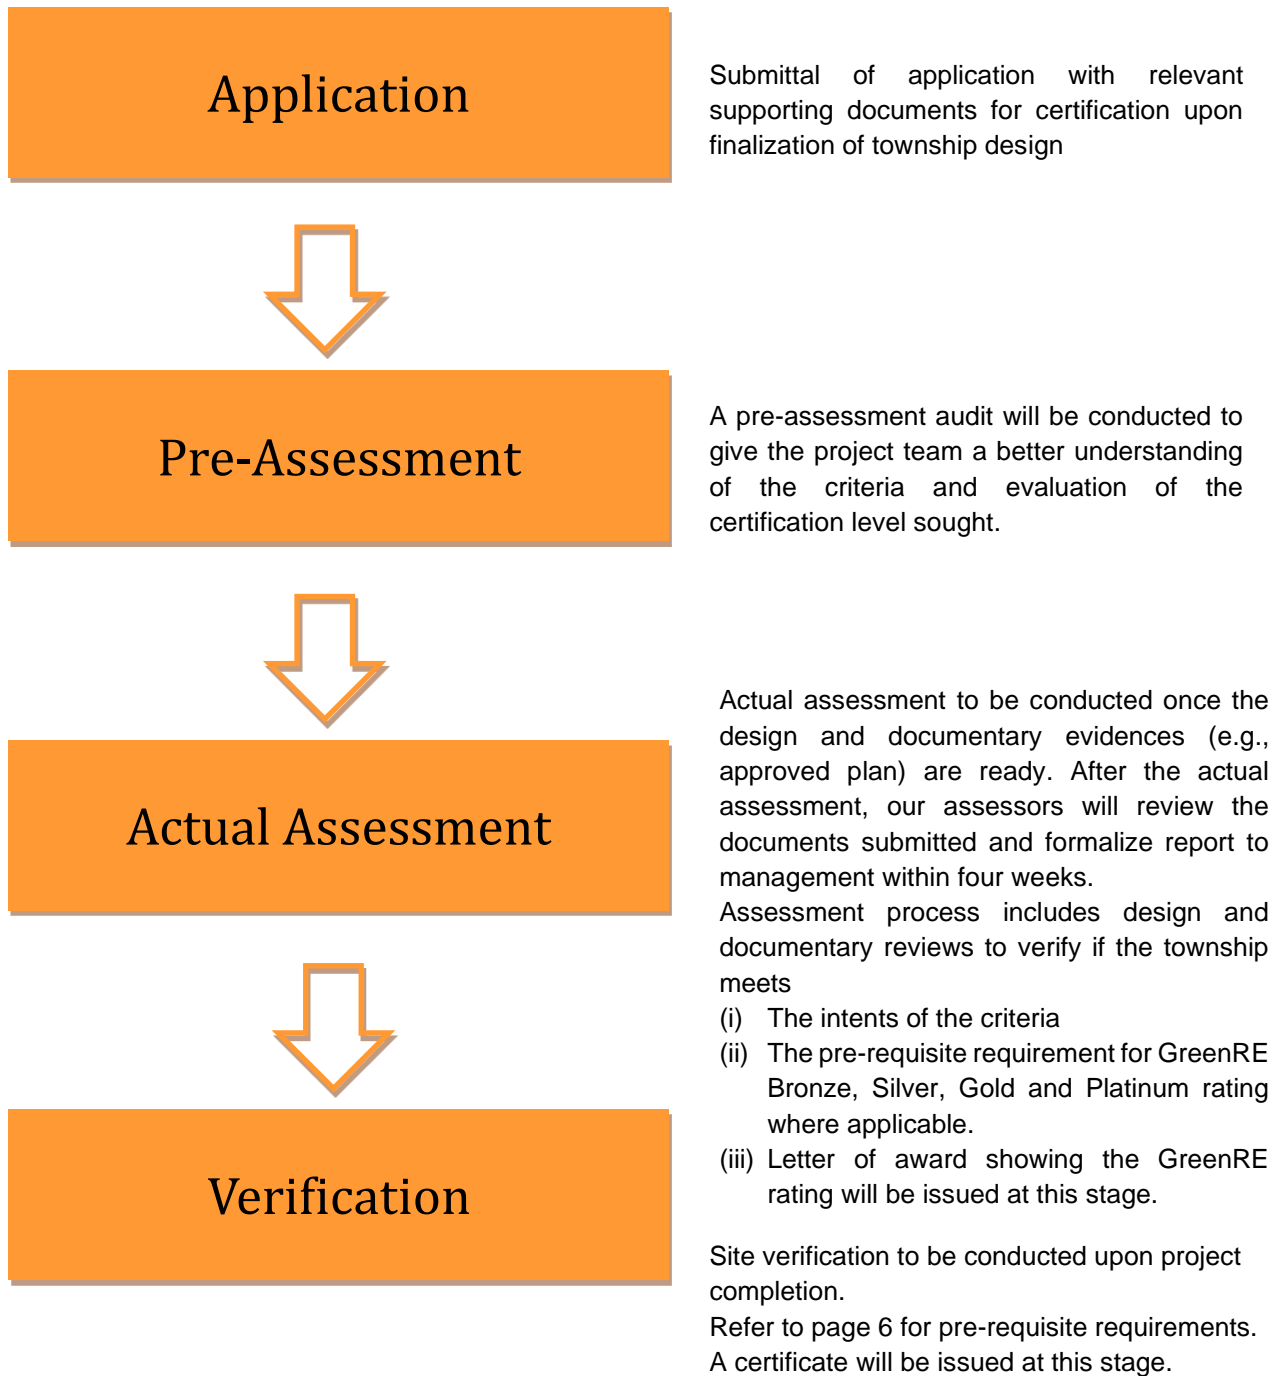 Application
Submittal of application with relevant
supporting documents for certification upon
finalization of township design
Pre-Assessment
A pre-assessment audit will be conducted to
give the project team a better understanding
of the criteria and evaluation of the
certification level sought.
Actual Assessment
Actual assessment to be conducted once the
design and documentary evidences (e.g.,
approved plan) are ready. After the actual
assessment, our assessors will review the
documents submitted and formalize report to
management within four weeks.
Assessment process includes design and
documentary reviews to verify if the township
meets
(i) The intents of the criteria
(ii) The pre-requisite requirement for GreenRE
Bronze, Silver, Gold and Platinum rating
where applicable.
(iii) Letter of award showing the GreenRE
rating will be issued at this stage.
Verification
Site verification to be conducted upon project
completion.
Refer to page 6 for pre-requisite requirements.
A certificate will be issued at this stage.